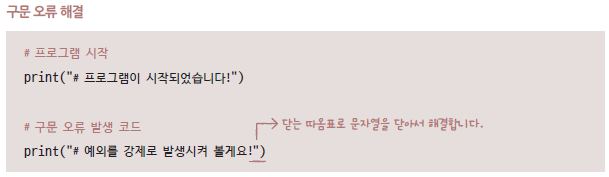 구문 오류 해결
# 프로그램 시작
print("# 프로그램이 시작되었습니다!")
# 구문 오류 발생 코드
닫는 따옴표로 문자열을 닫아서 해결합니다.
print("# 예외를 강제로 발생시켜 볼게요!")